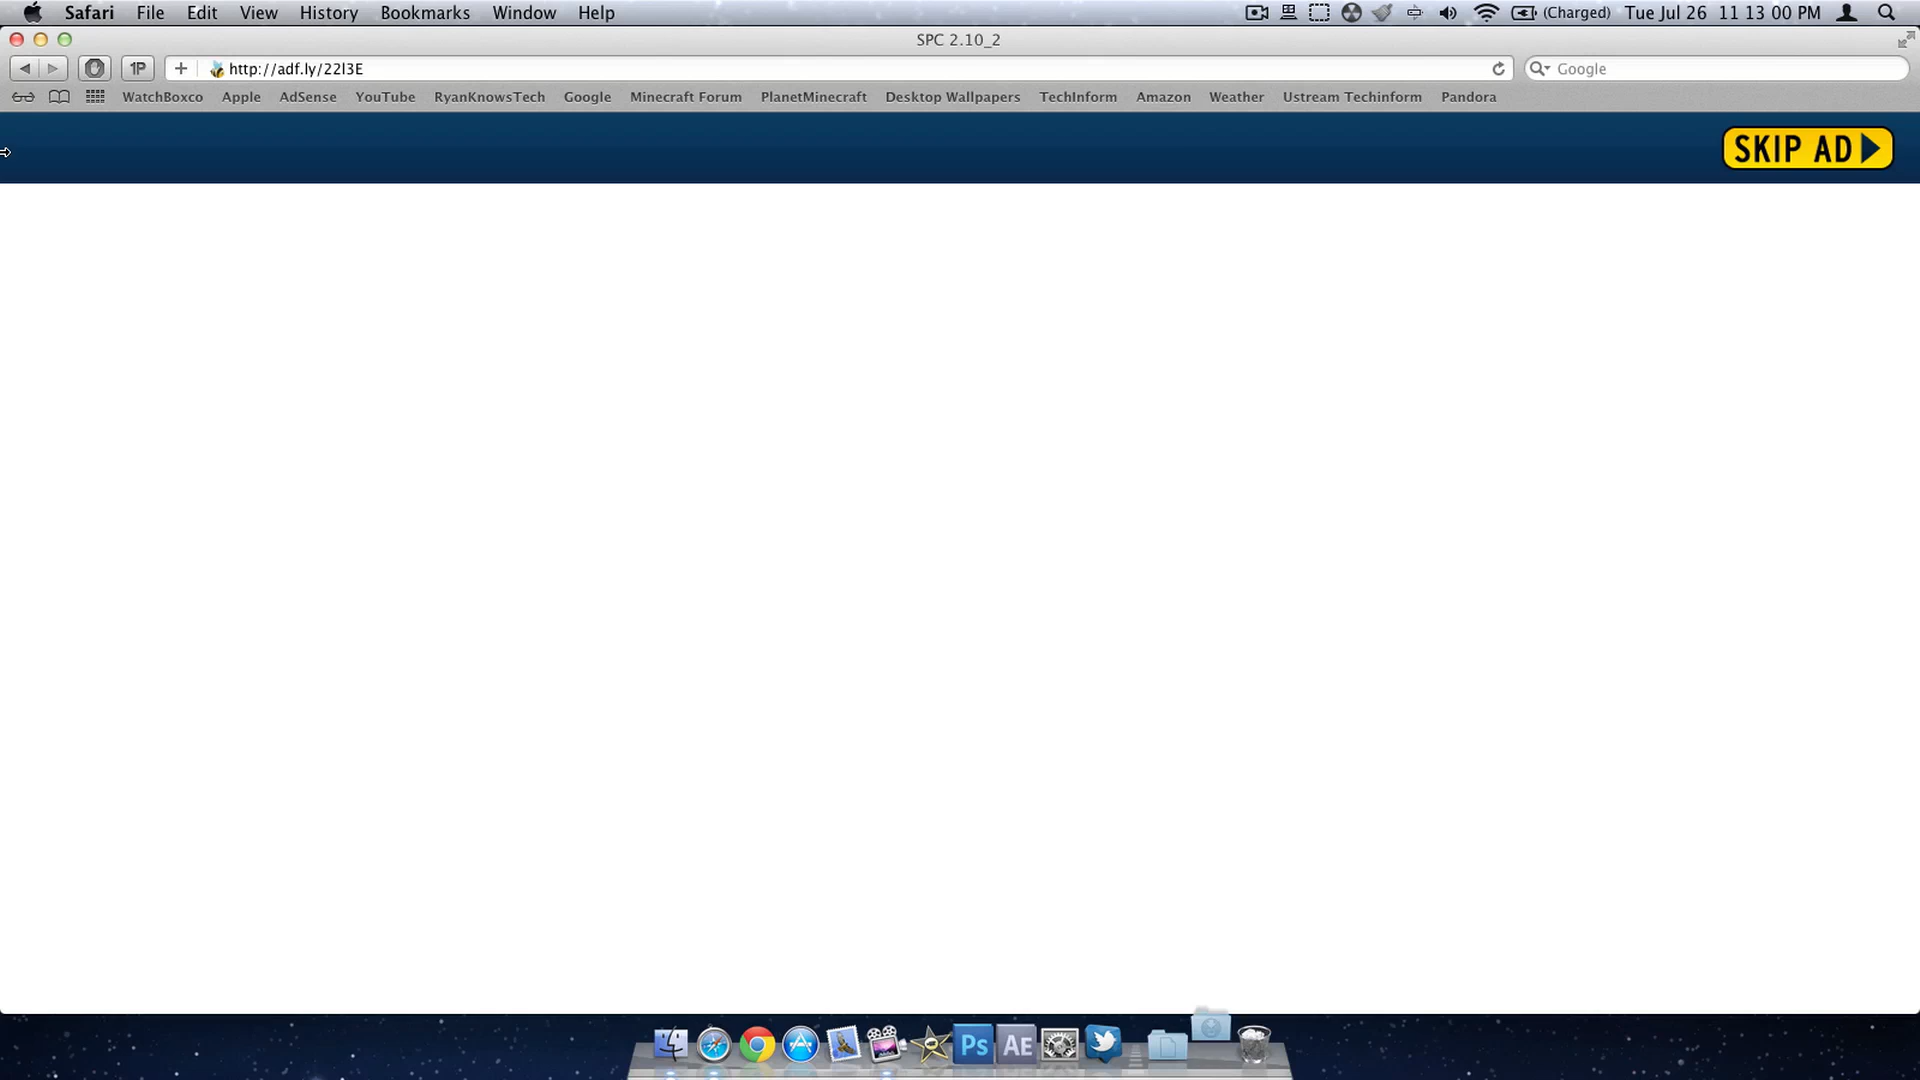 Safari File Edit View History Bookmarks Window Help (Charged) Tue Jul 26 11 13 00 PM
SPC 2.10_2
1P + http://adf.ly/22l3E Google
WatchBoxco Apple AdSense YouTube RyanKnowsTech Google Minecraft Forum PlanetMinecraft Desktop Wallpapers TechInform Amazon Weather Ustream Techinform Pandora
SKIP AD
Ps AE